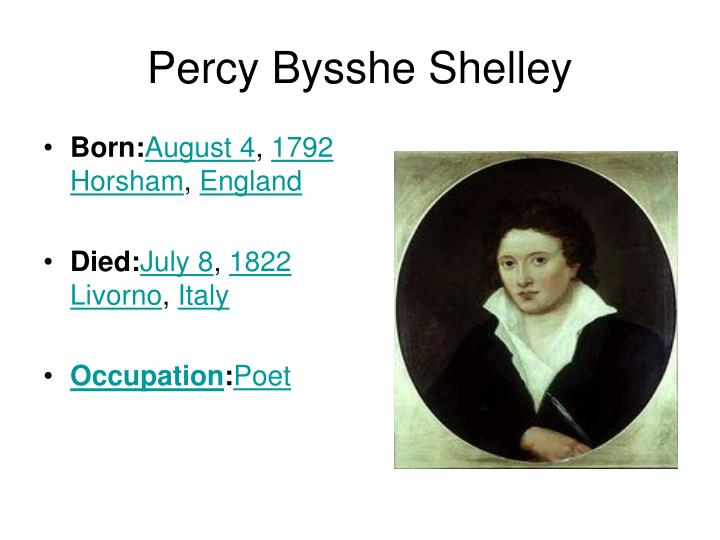 Percy Bysshe Shelley
• Born:August 4, 1792
Horsham, England
• Died:July 8, 1822
Livorno, Italy
• Occupation:Poet